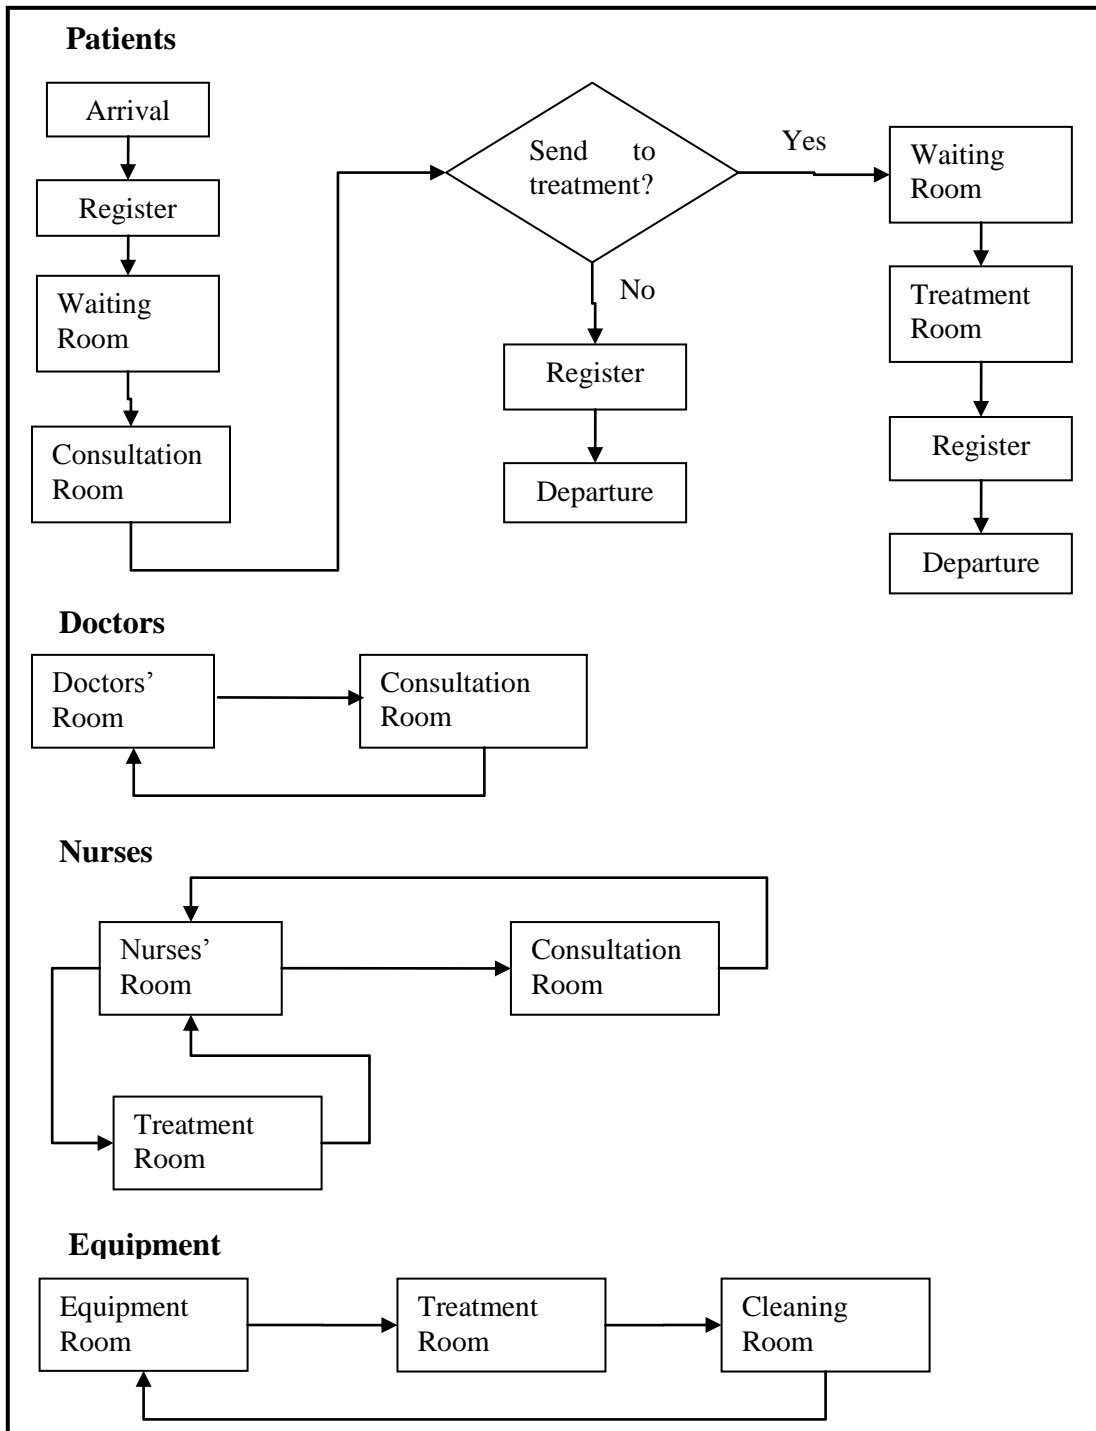 Patients
Arrival
Register
Waiting
Room
Consultation
Room
Send to
treatment?
Yes
No
Register
Departure
Waiting
Room
Treatment
Room
Register
Departure
Doctors
Doctors’
Room
Consultation
Room
Nurses
Nurses’
Room
Consultation
Room
Treatment
Room
Equipment
Equipment
Room
Treatment
Room
Cleaning
Room